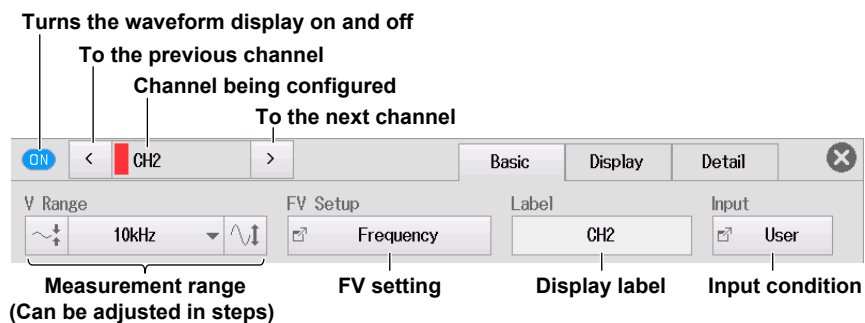 Turns the waveform display on and off
To the previous channel
Channel being configured
To the next channel
ON < CH2 > Basic Display Detail
V Range FV Setup Label Input
10kHz Frequency CH2 User
Measurement range FV setting Display label Input condition
(Can be adjusted in steps)